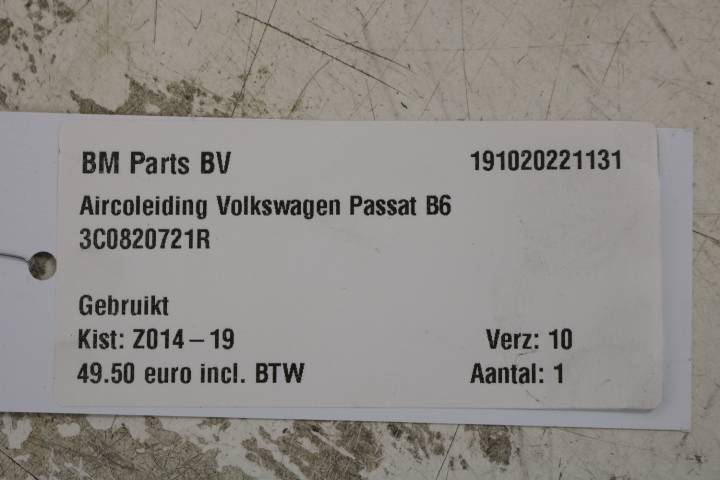 BM Parts BV 191020221131
Aircoleiding Volkswagen Passat B6
3C0820721R
Gebruikt
Kist: Z014-19 Verz: 10
49.50 euro incl. BTW Aantal: 1